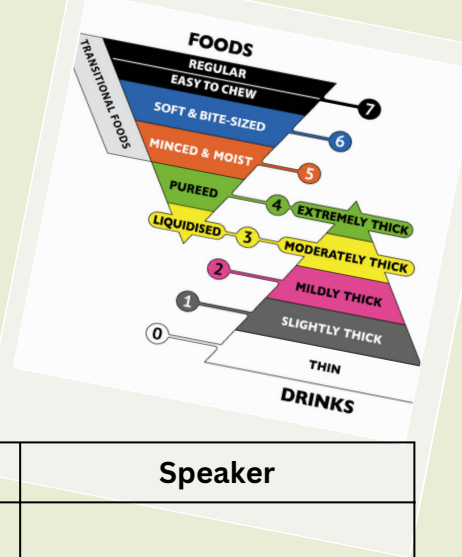 FOODS
TRANSITIONAL FOODS
REGULAR
EASY TO CHEW
7
SOFT & BITE-SIZED
6
MINCED & MOIST
5
PUREED
4
EXTREMELY THICK
LIQUIDISED
3
MODERATELY THICK
2
MILDLY THICK
1
SLIGHTLY THICK
0
THIN
DRINKS
Speaker